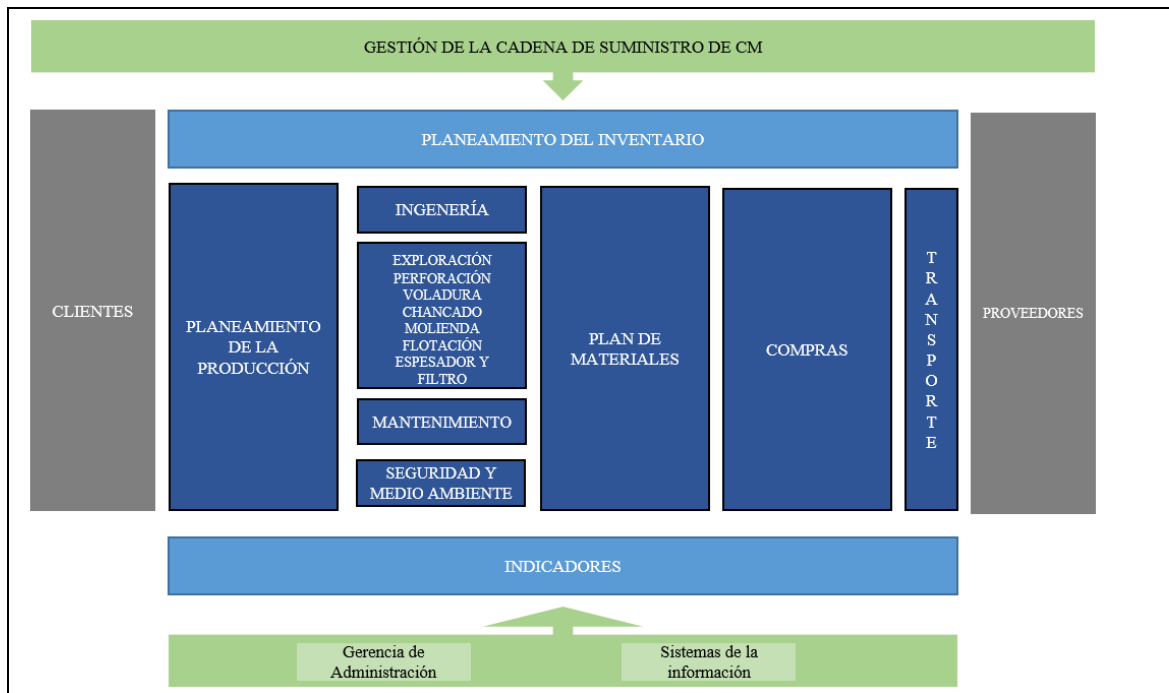 GESTIÓN DE LA CADENA DE SUMINISTRO DE CM
PLANEAMIENTO DEL INVENTARIO
CLIENTES
PLANEAMIENTO
DE LA
PRODUCCIÓN
INGENERÍA
EXPLORACIÓN
PERFORACIÓN
VOLADURA
CHANCADO
MOLIENDA
FLOTACIÓN
ESPESADOR Y
FILTRO
MANTENIMIENTO
SEGURIDAD Y
MEDIO AMBIENTE
PLAN DE
MATERIALES
COMPRAS
T
R
A
N
S
P
O
R
T
E
PROVEEDORES
INDICADORES
Gerencia de
Administración
Sistemas de la
información